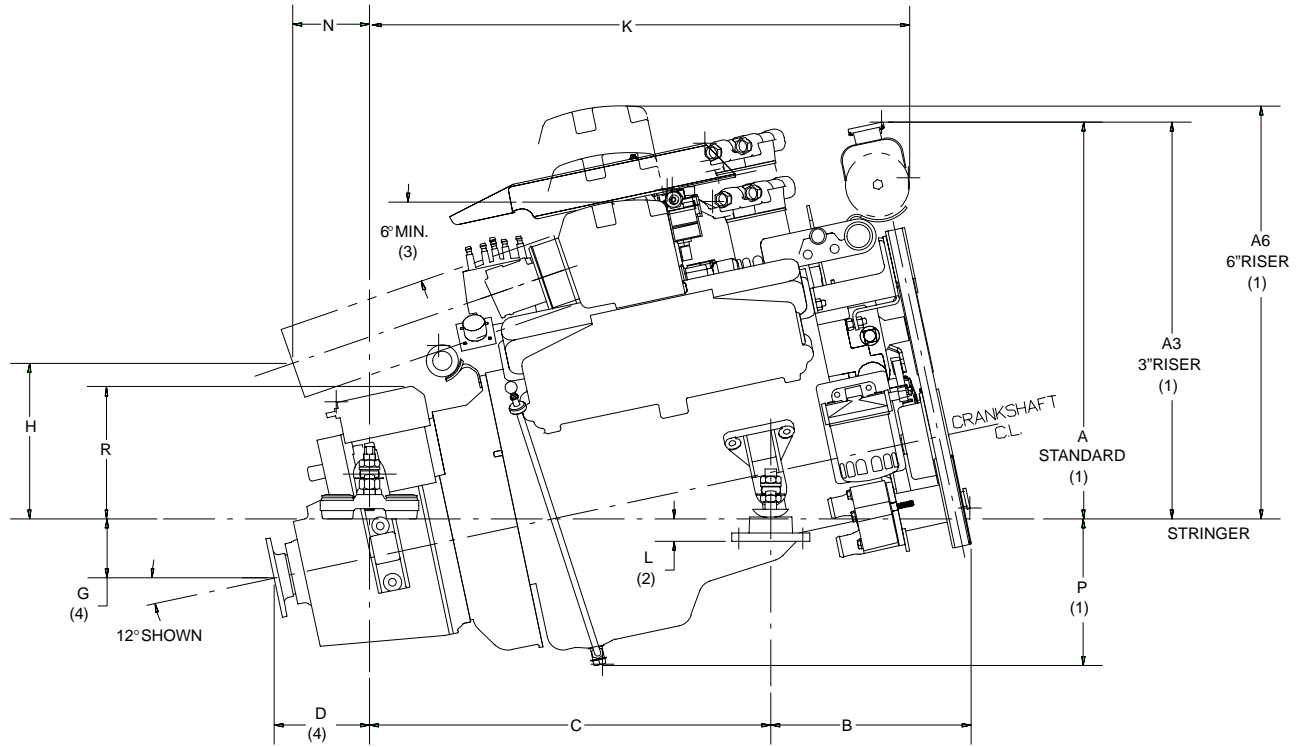 N
K
6°MIN.
(3)
A6
6"RISER
(1)
A3
3"RISER
(1)
H
R
CRANKSHAFT
C.L.
A
STANDARD
(1)
STRINGER
L
(2)
G
(4)
P
(1)
12°SHOWN
D
(4)
C
B